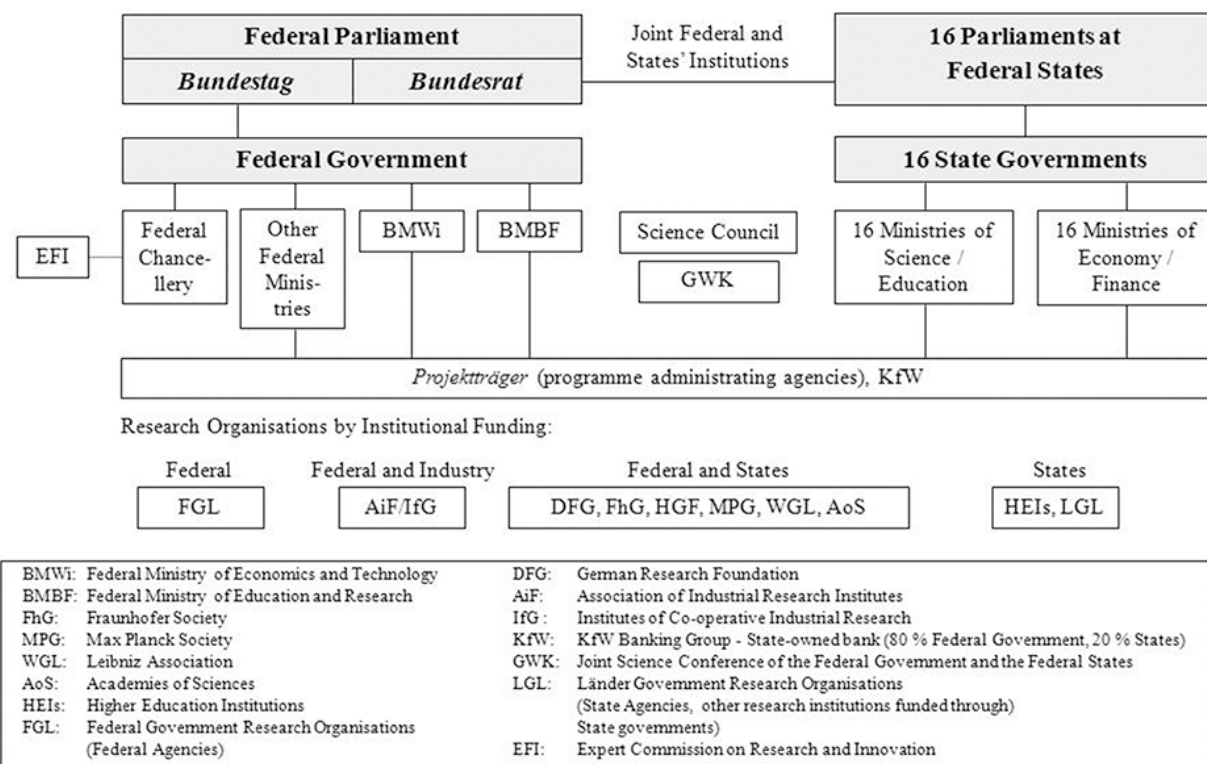 Federal Parliament
Bundestag
Bundesrat
Joint Federal and
States' Institutions
16 Parliaments at
Federal States
Federal Government
16 State Governments
EFI
Federal
Chance-
llery
Other
Federal
Minis-
tries
BMWi
BMBF
Science Council
GWK
16 Ministries of
Science /
Education
16 Ministries of
Economy /
Finance
Projektträger (programme administrating agencies), KfW
Research Organisations by Institutional Funding:
Federal
FGL
Federal and Industry
AiF/IfG
Federal and States
DFG, FhG, HGF, MPG, WGL, AoS
States
HEIs, LGL
BMWi: Federal Ministry of Economics and Technology
BMBF: Federal Ministry of Education and Research
FhG: Fraunhofer Society
MPG: Max Planck Society
WGL: Leibniz Association
AoS: Academies of Sciences
HEIs: Higher Education Institutions
FGL: Federal Government Research Organisations
(Federal Agencies)
DFG: German Research Foundation
AiF: Association of Industrial Research Institutes
IfG : Institutes of Co-operative Industrial Research
KfW: KfW Banking Group - State-owned bank (80 % Federal Government, 20 % States)
GWK: Joint Science Conference of the Federal Government and the Federal States
LGL: Länder Government Research Organisations
(State Agencies, other research institutions funded through)
State governments)
EFI: Expert Commission on Research and Innovation